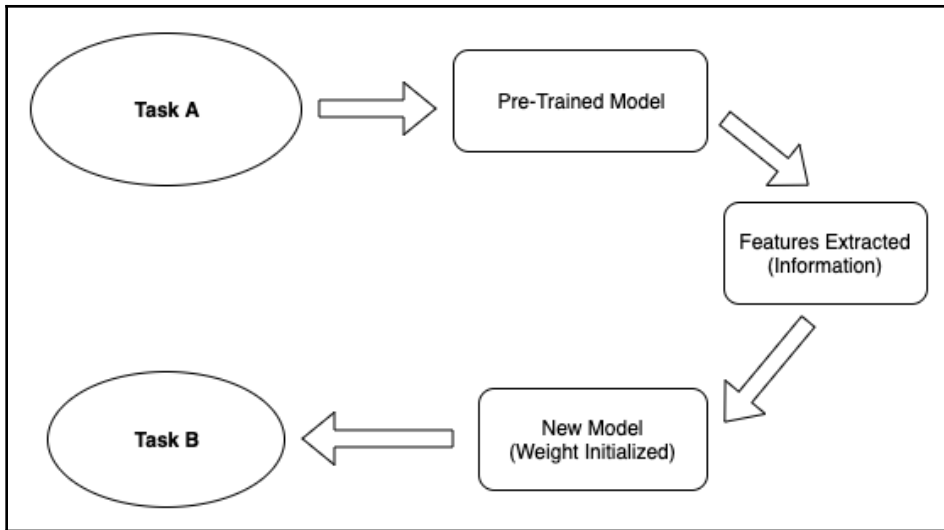 Task A
Pre-Trained Model
Features Extracted
(Information)
New Model
(Weight Initialized)
Task B